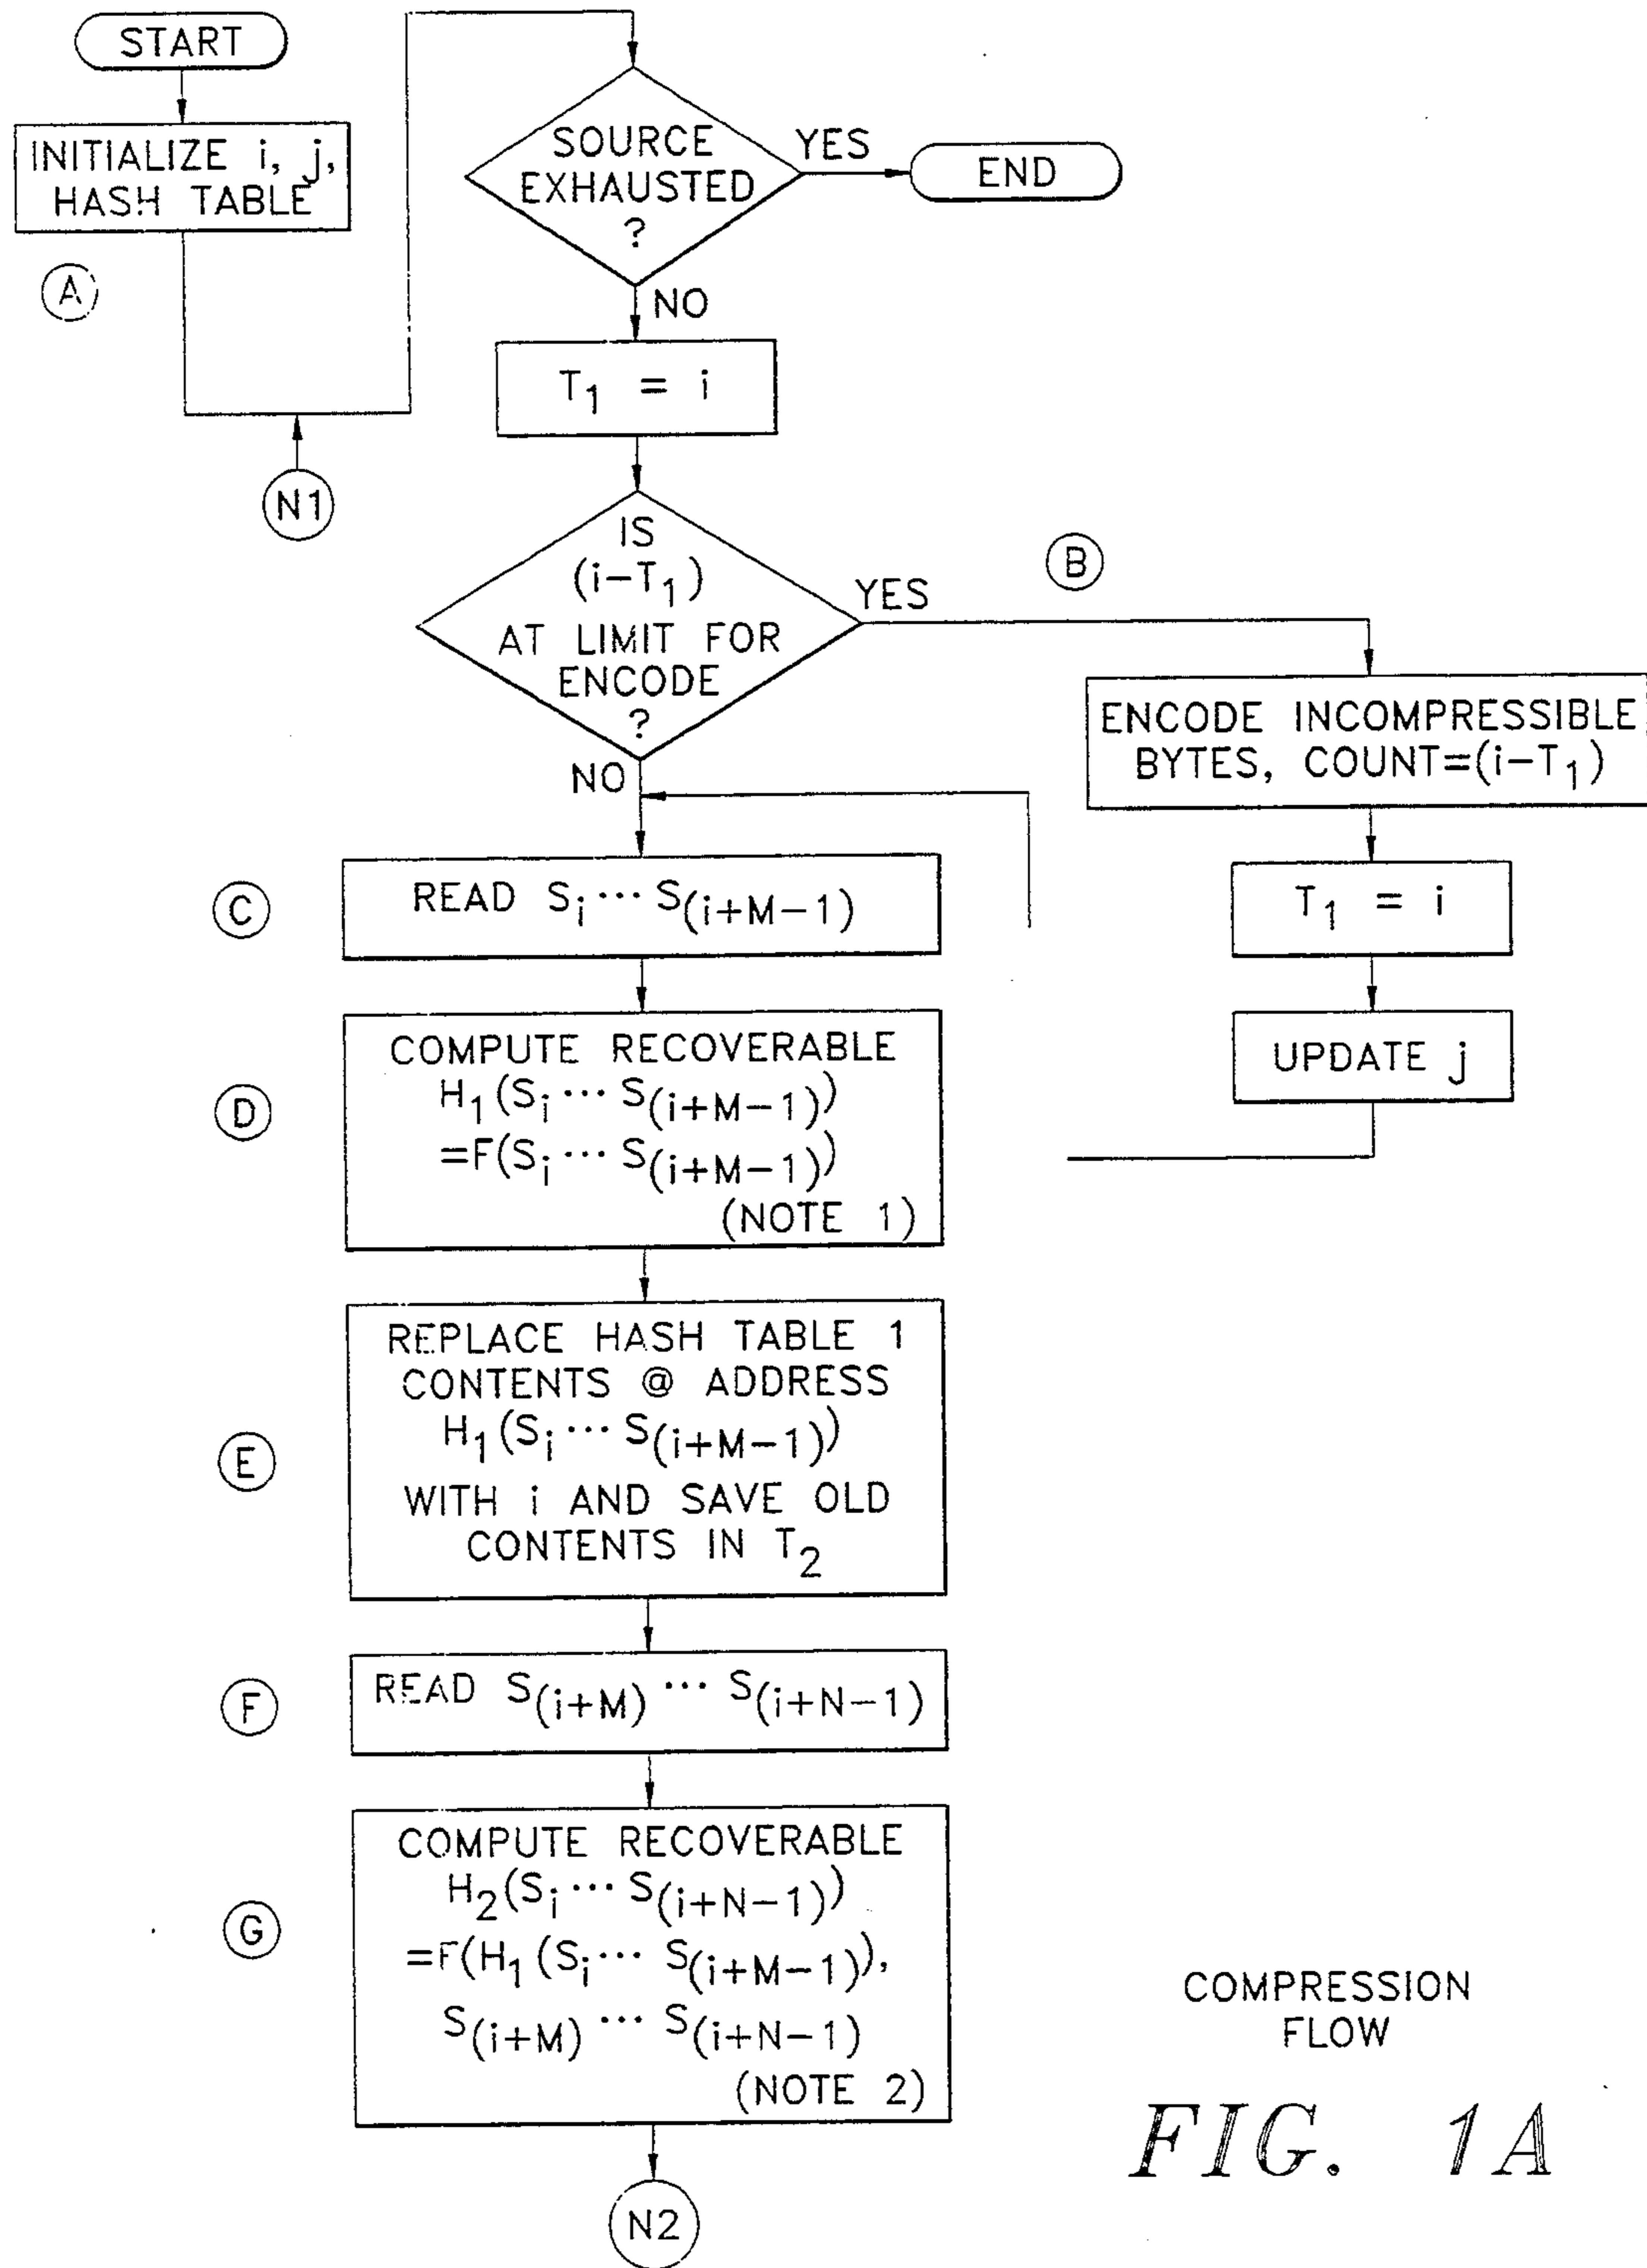 START
INITIALIZE i, j,
HASH TABLE
A
N1
SOURCE
EXHAUSTED
?
YES
END
NO
T1 = i
IS
(i-T1)
AT LIMIT FOR
ENCODE
?
YES
B
NO
ENCODE INCOMPRESSIBLE
BYTES, COUNT=(i-T1)
T1 = i
UPDATE j
C
READ Si ··· S(i+M-1)
D
COMPUTE RECOVERABLE
H1(Si ··· S(i+M-1))
=F(Si ··· S(i+M-1))
(NOTE 1)
E
REPLACE HASH TABLE 1
CONTENTS @ ADDRESS
H1(Si ··· S(i+M-1))
WITH i AND SAVE OLD
CONTENTS IN T2
F
READ S(i+M) ··· S(i+N-1)
G
COMPUTE RECOVERABLE
H2(Si ··· S(i+N-1))
=F(H1(Si ··· S(i+M-1)),
S(i+M) ··· S(i+N-1)
(NOTE 2)
N2
COMPRESSION
FLOW
FIG. 1A